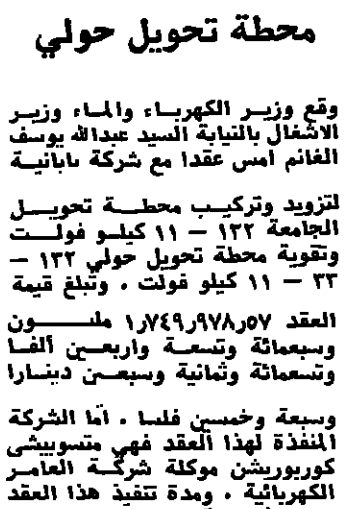 محطة تحويل حولي
وقع وزير الكهرباء والماء وزير
الاشغال بالنيابة السيد عبدالله يوسف
الغانم امس عقدا مع شركة يابانية
لتزويد وتركيب محطة تحويل
الجامعة ١٣٢ — ١١ كيلو فولت
وتقوية محطة تحويل حولي ١٣٢ —
٣٣ — ١١ كيلو فولت . وتبلغ قيمة
العقد ١٫٧٤٩٫٩٧٨٫٥٧ مليون
وسبعمائة وتسعة واربعين ألفا
وتسعمائة وثمانية وسبعين دينارا
وسبعة وخمسين فلسا . أما الشركة
المنفذة لهذا العقد فهي متسوبيشى
كوربوريشن موكلة شركة العامر
الكهربائية . ومدة تنفيذ هذا العقد